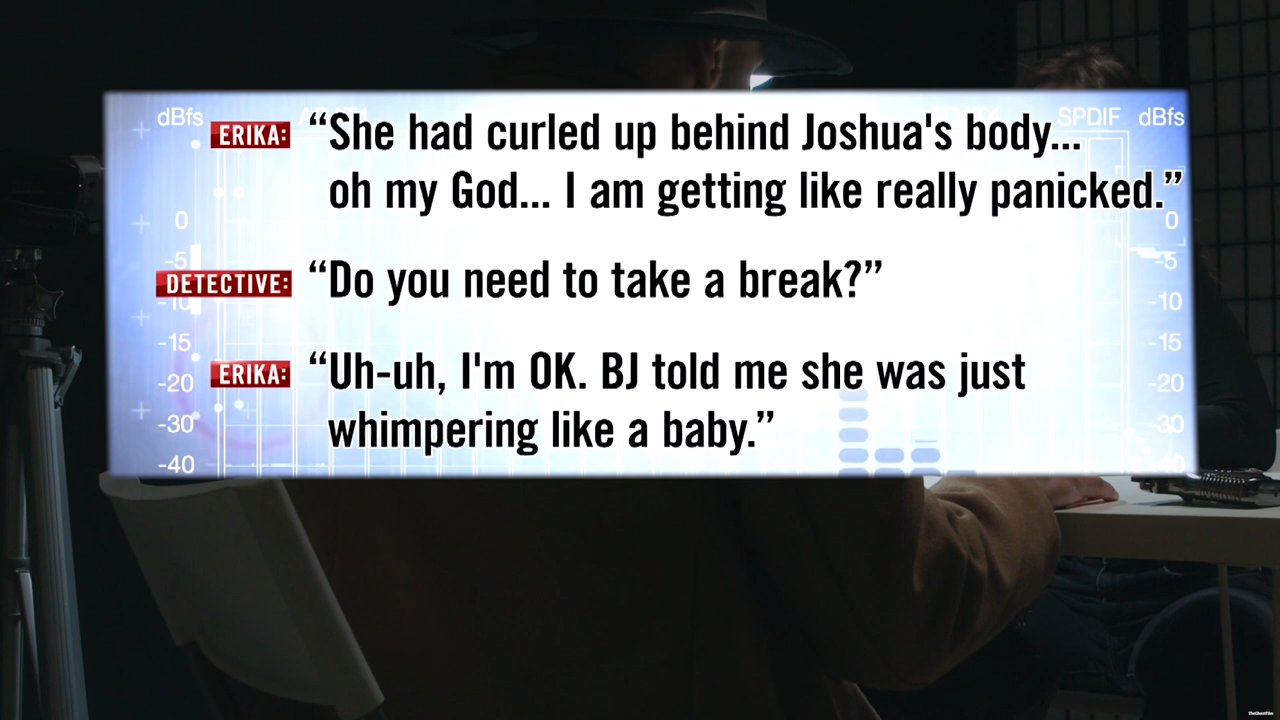 dBfs
SPDIF dBfs
ERIKA: “She had curled up behind Joshua's body...
oh my God... I am getting like really panicked.”
0 0
-5 -5
DETECTIVE: “Do you need to take a break?”
-10 -10
-15 -15
ERIKA: “Uh-uh, I'm OK. BJ told me she was just
-20 -20
-30 -30
whimpering like a baby.”
-40